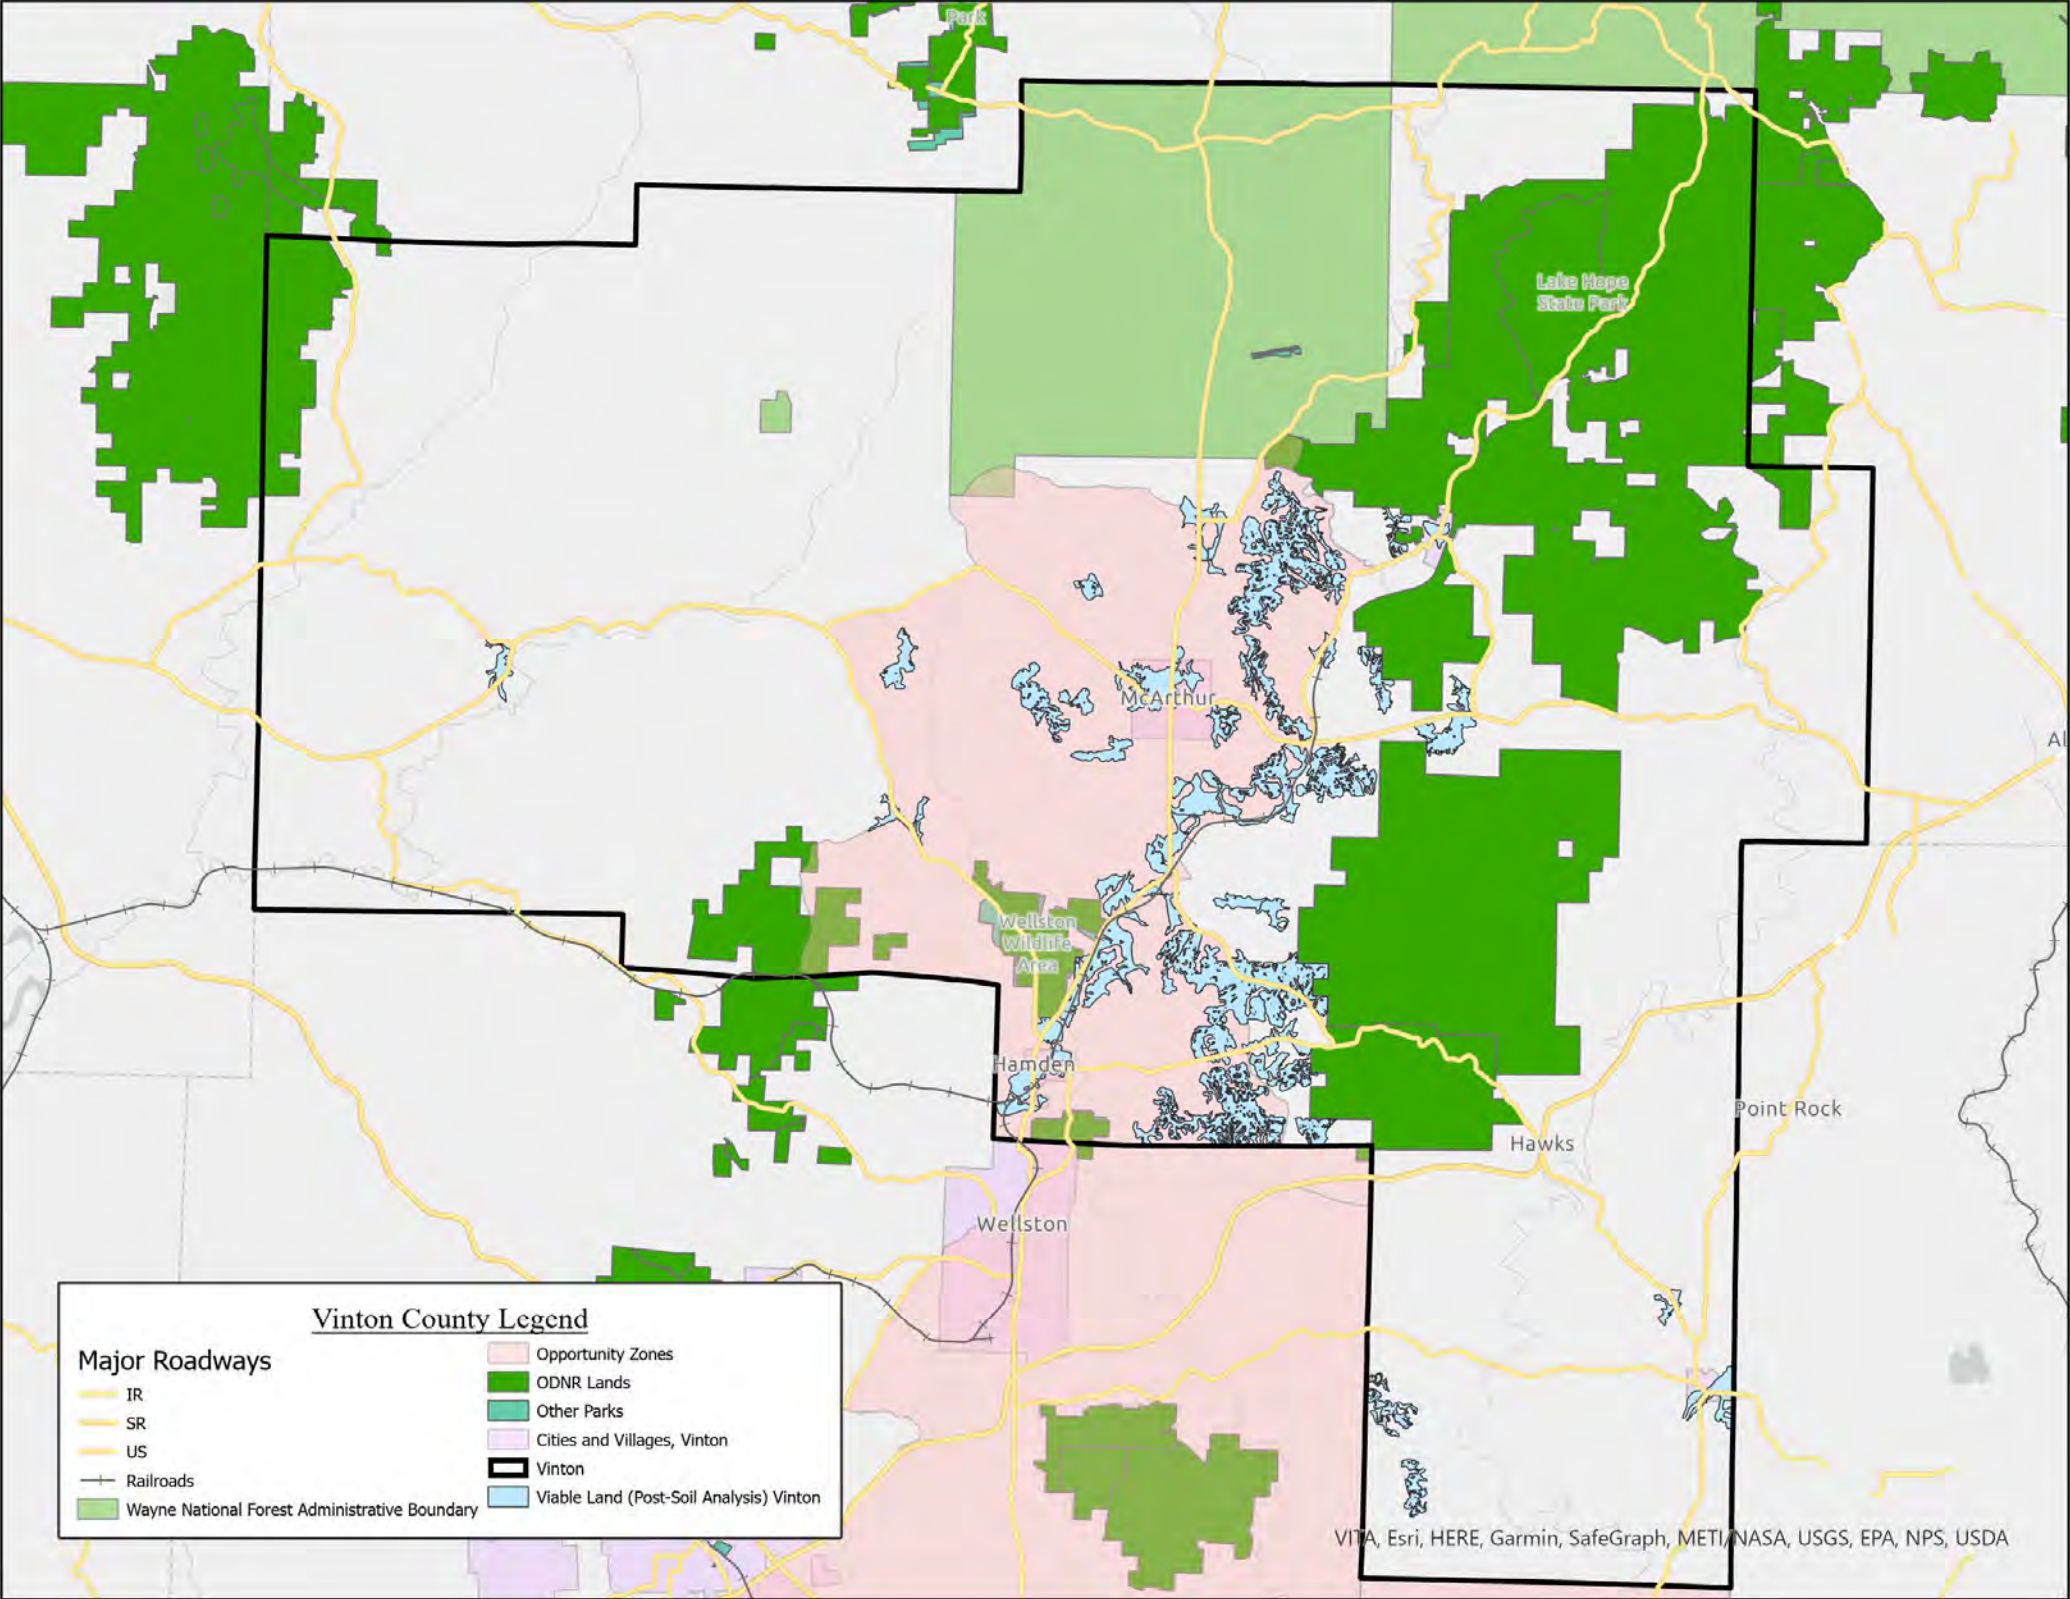 Park
Lake Hope
State Park
McArthur
Al
Wellston
Wildlife
Area
Hamden
Point Rock
Hawks
Wellston
Vinton County Legend
Major Roadways
IR
SR
US
Railroads
Wayne National Forest Administrative Boundary
Opportunity Zones
ODNR Lands
Other Parks
Cities and Villages, Vinton
Vinton
Viable Land (Post-Soil Analysis) Vinton
VITA, Esri, HERE, Garmin, SafeGraph, METI/NASA, USGS, EPA, NPS, USDA